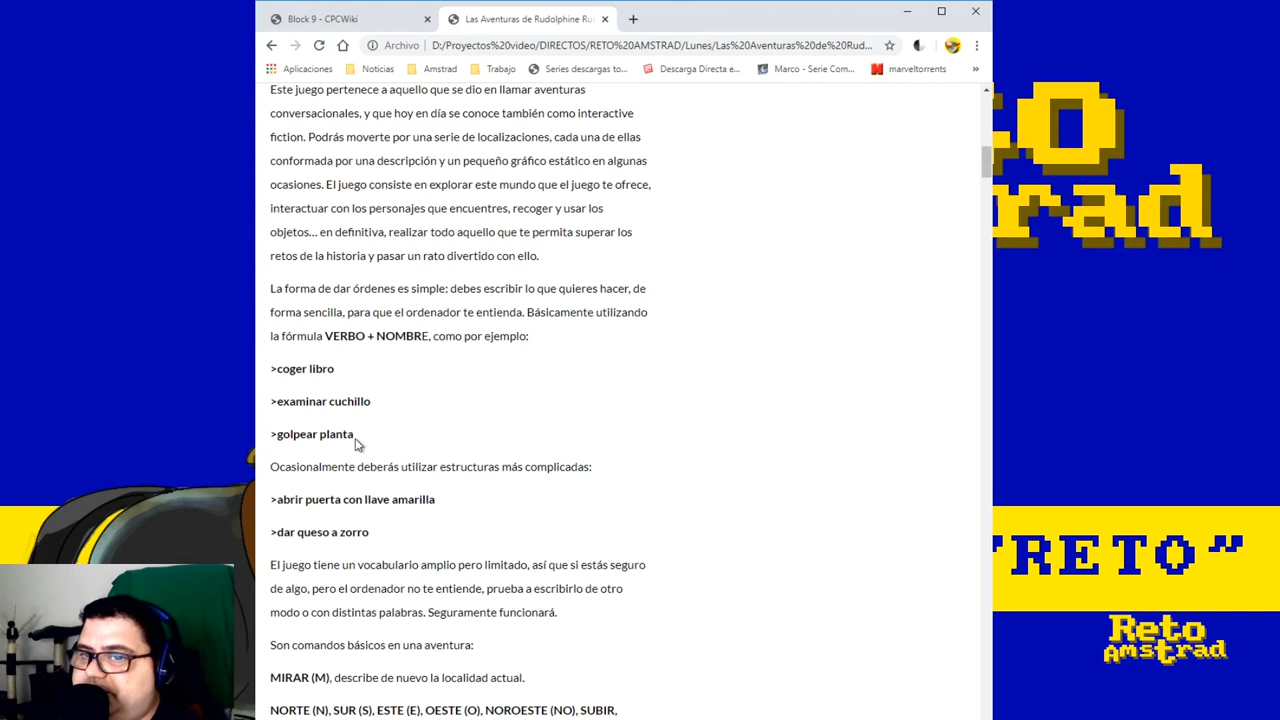 Block 9 - CPCWiki
Las Aventuras de Rudolphine Ru
Archivo
D:/Proyectos%20video/DIRECTOS/RETO%20AMSTRAD/Lunes/Las%20Aventuras%20de%20Rud...
Aplicaciones
Noticias
Amstrad
Trabajo
Series descargas to...
Descarga Directa e...
Marco - Serie Com...
marveltorrents
»
Este juego pertenece a aquello que se dio en llamar aventuras
conversacionales, y que hoy en día se conoce también como interactive
fiction. Podrás moverte por una serie de localizaciones, cada una de ellas
conformada por una descripción y un pequeño gráfico estático en algunas
ocasiones. El juego consiste en explorar este mundo que el juego te ofrece,
interactuar con los personajes que encuentres, recoger y usar los
objetos... en definitiva, realizar todo aquello que te permita superar los
retos de la historia y pasar un rato divertido con ello.
La forma de dar órdenes es simple: debes escribir lo que quieres hacer, de
forma sencilla, para que el ordenador te entienda. Básicamente utilizando
la fórmula VERBO + NOMBRE, como por ejemplo:
>coger libro
>examinar cuchillo
>golpear planta
Ocasionalmente deberás utilizar estructuras más complicadas:
>abrir puerta con llave amarilla
>dar queso a zorro
El juego tiene un vocabulario amplio pero limitado, así que si estás seguro
de algo, pero el ordenador no te entiende, prueba a escribirlo de otro
modo o con distintas palabras. Seguramente funcionará.
Son comandos básicos en una aventura:
MIRAR (M), describe de nuevo la localidad actual.
NORTE (N), SUR (S), ESTE (E), OESTE (O), NOROESTE (NO), SUBIR,
"RETO"
Reto
Amstrad